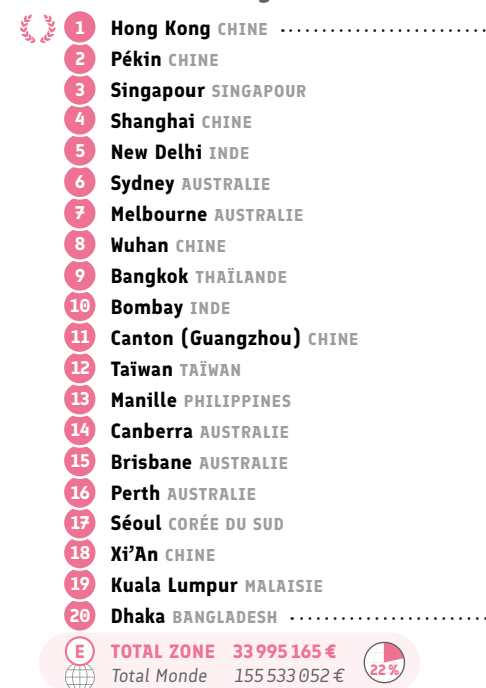 1 Hong Kong CHINE
2 Pékin CHINE
3 Singapour SINGAPOUR
4 Shanghai CHINE
5 New Delhi INDE
6 Sydney AUSTRALIE
7 Melbourne AUSTRALIE
8 Wuhan CHINE
9 Bangkok THAÏLANDE
10 Bombay INDE
11 Canton (Guangzhou) CHINE
12 Taïwan TAÏWAN
13 Manille PHILIPPINES
14 Canberra AUSTRALIE
15 Brisbane AUSTRALIE
16 Perth AUSTRALIE
17 Séoul CORÉE DU SUD
18 Xi’An CHINE
19 Kuala Lumpur MALAISIE
20 Dhaka BANGLADESH
E TOTAL ZONE 33 995 165 €
Total Monde 155 533 052 €
22 %